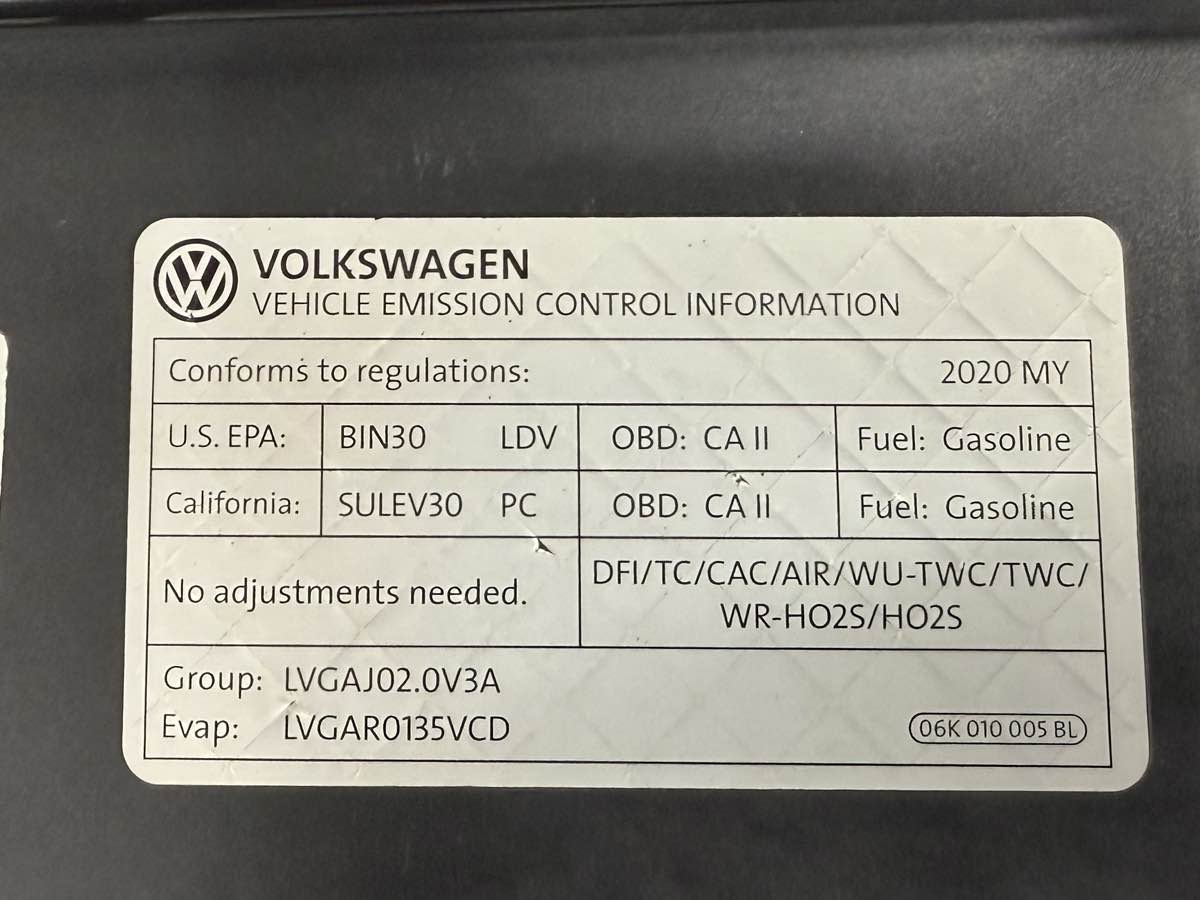 VOLKSWAGEN
VEHICLE EMISSION CONTROL INFORMATION
Conforms to regulations: 2020 MY
U.S. EPA: BIN30 LDV OBD: CA II Fuel: Gasoline
California: SULEV30 PC OBD: CA II Fuel: Gasoline
No adjustments needed.
DFI/TC/CAC/AIR/WU-TWC/TWC/
WR-HO2S/HO2S
Group: LVGAJ02.0V3A
Evap: LVGAR0135VCD
06K 010 005 BL